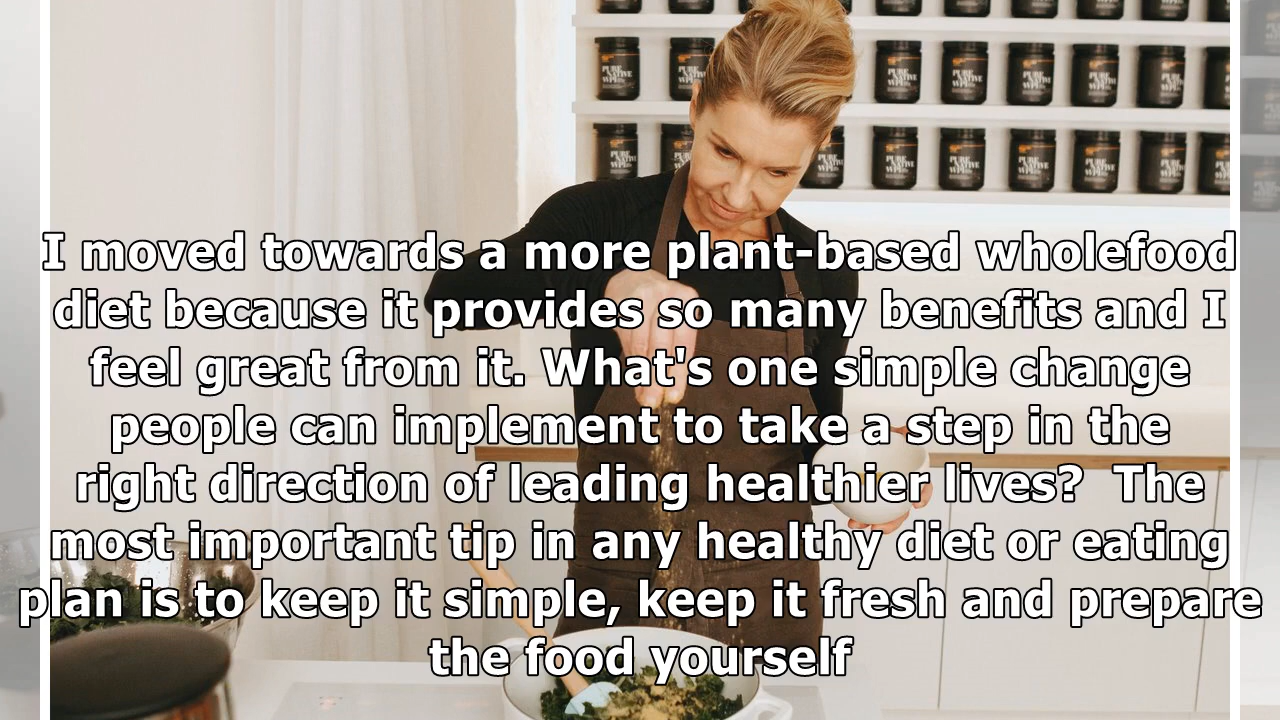 PURE
NATIVE
WPI
I moved towards a more plant-based wholefood
diet because it provides so many benefits and I
feel great from it. What's one simple change
people can implement to take a step in the
right direction of leading healthier lives?  The
most important tip in any healthy diet or eating
plan is to keep it simple, keep it fresh and prepare
the food yourself